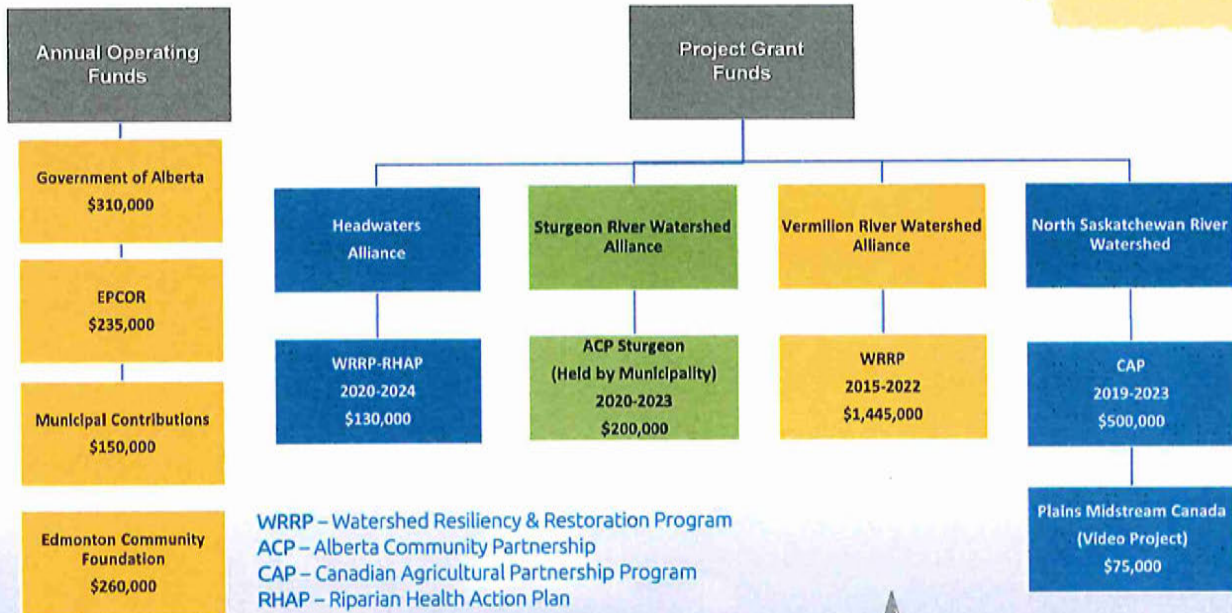 Annual Operating
Funds
Government of Alberta
$310,000
EPCOR
$235,000
Municipal Contributions
$150,000
Edmonton Community
Foundation
$260,000
Project Grant
Funds
Headwaters
Alliance
WRRP-RHAP
2020-2024
$130,000
Sturgeon River Watershed
Alliance
ACP Sturgeon
(Held by Municipality)
2020-2023
$200,000
Vermilion River Watershed
Alliance
WRRP
2015-2022
$1,445,000
North Saskatchewan River
Watershed
CAP
2019-2023
$500,000
Plains Midstream Canada
(Video Project)
$75,000
WRRP – Watershed Resiliency & Restoration Program
ACP – Alberta Community Partnership
CAP – Canadian Agricultural Partnership Program
RHAP – Riparian Health Action Plan